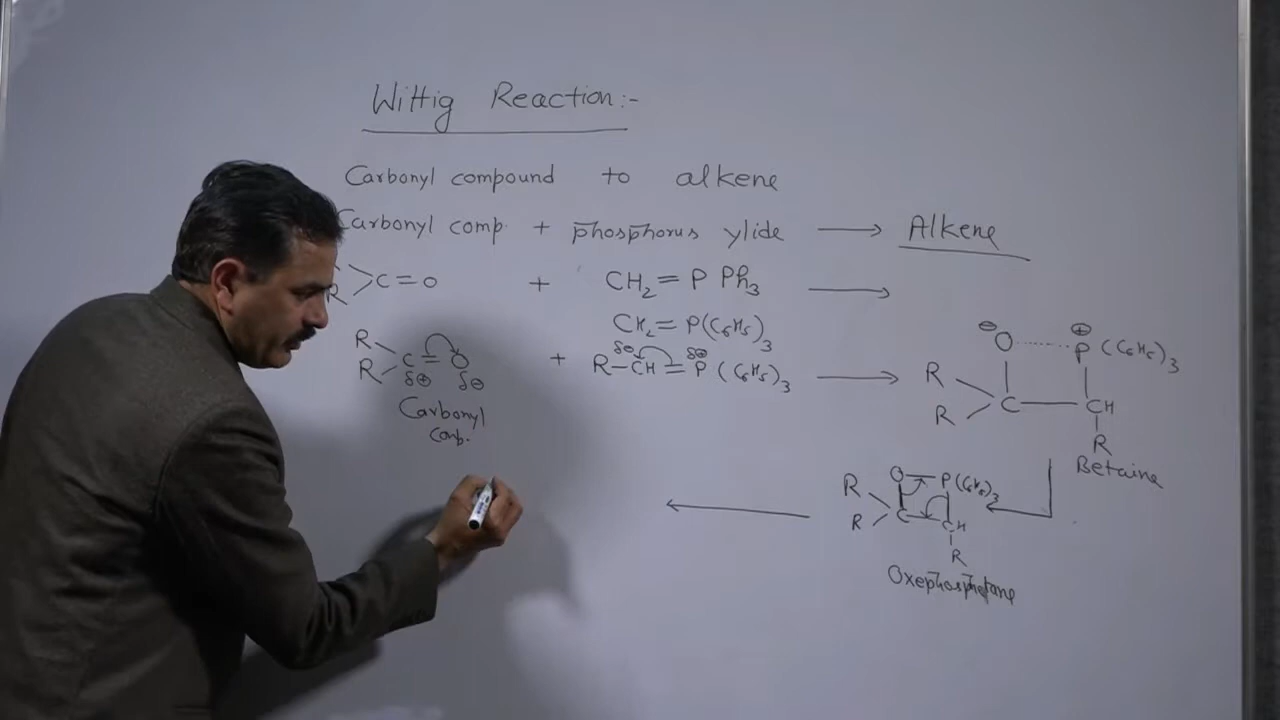 Wittig Reaction:-
Carbonyl compound to alkene
Carbonyl comp. + phosphorus ylide → Alkene
R >C=O + CH₂=P Ph₃ →
CH₂=P(C₆H₅)₃
R R C=O δ⊕ δ⊖ + R-CH=P(C₆H₅)₃ δ⊖ δ⊕ →
Carbonyl
Comp.
⊖ ⊕
O P(C₆H₅)₃
R R C CH
R
Betaine
O-P(C₆H₅)₃
R R C-CH
R
←
Oxephosphetane